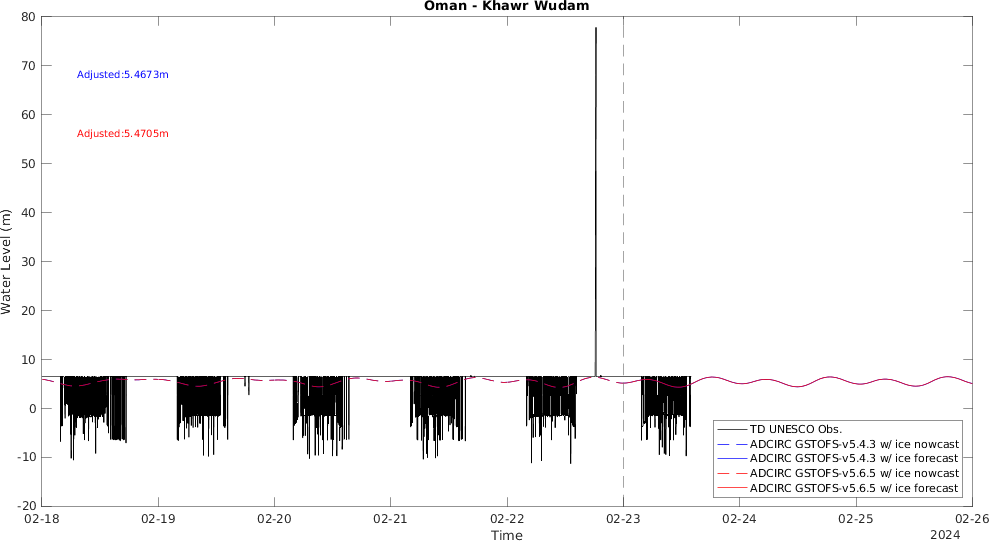 Oman - Khawr Wudam
80
70
60
50
40
30
20
10
0
-10
-20
Water Level (m)
Adjusted:5.4673m
Adjusted:5.4705m
TD UNESCO Obs.
ADCIRC GSTOFS-v5.4.3 w/ ice nowcast
ADCIRC GSTOFS-v5.4.3 w/ ice forecast
ADCIRC GSTOFS-v5.6.5 w/ ice nowcast
ADCIRC GSTOFS-v5.6.5 w/ ice forecast
02-18 02-19 02-20 02-21 02-22 02-23 02-24 02-25 02-26
Time
2024